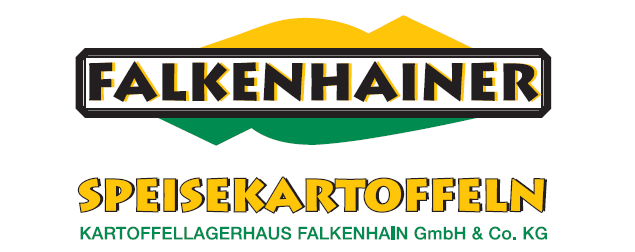 FALKENHAINER
SPEISEKARTOFFELN
KARTOFFELLAGERHAUS FALKENHAIN GmbH & Co. KG